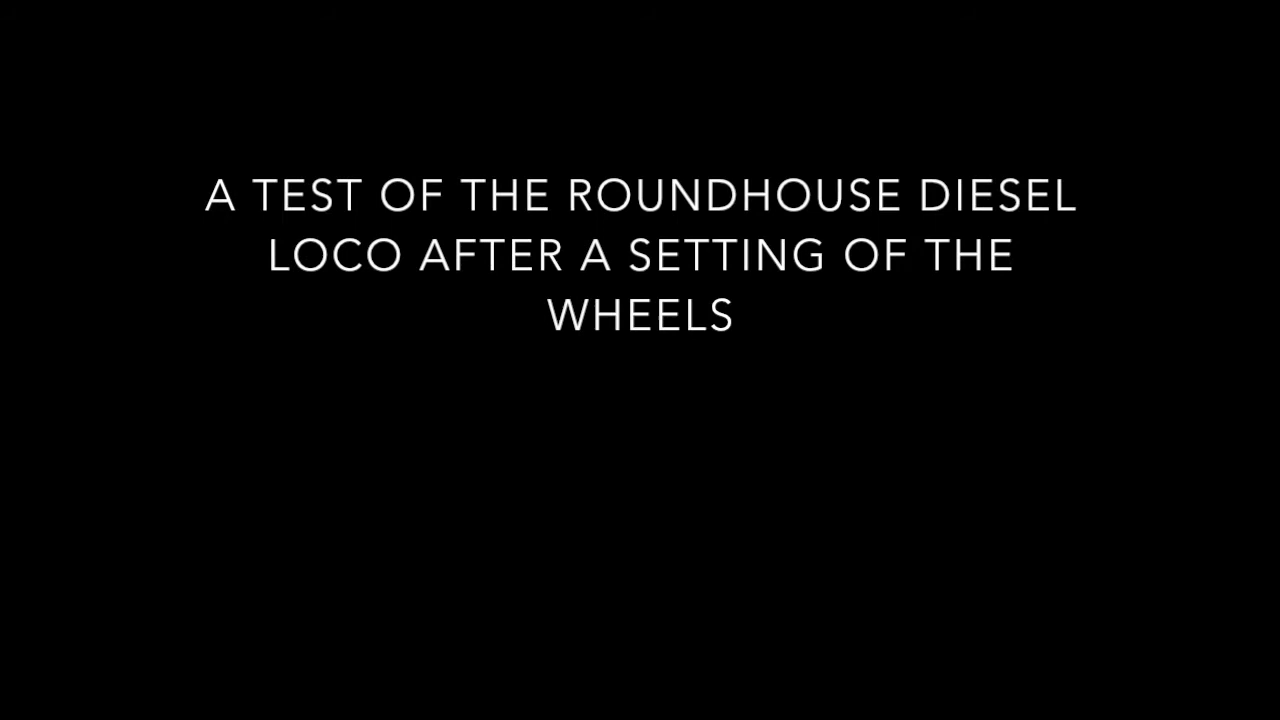 A TEST OF THE ROUNDHOUSE DIESEL
LOCO AFTER A SETTING OF THE
WHEELS